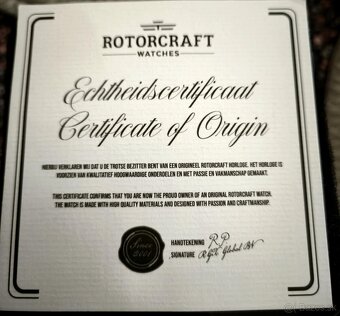 ROTORCRAFT
WATCHES
Echtheidscertificaat
Certificate of Origin
HIERBIJ VERKLAREN WIJ DAT U DE TROTSE BEZITTER BENT VAN EEN ORIGINEEL ROTORCRAFT HORLOGE. HET HORLOGE IS
VOORZIEN VAN KWALITATIEF HOOGWAARDIGE ONDERDELEN EN MET PASSIE EN VAKMANSCHAP GEMAAKT.
THIS CERTIFICATE CONFIRMS THAT YOU ARE NOW THE PROUD OWNER OF AN ORIGINAL ROTORCRAFT WATCH.
THE WATCH IS MADE WITH HIGH QUALITY MATERIALS AND DESIGNED WITH PASSION AND CRAFTMANSHIP.
Since
2001
HANDTEKENING
SIGNATURE
Global BV